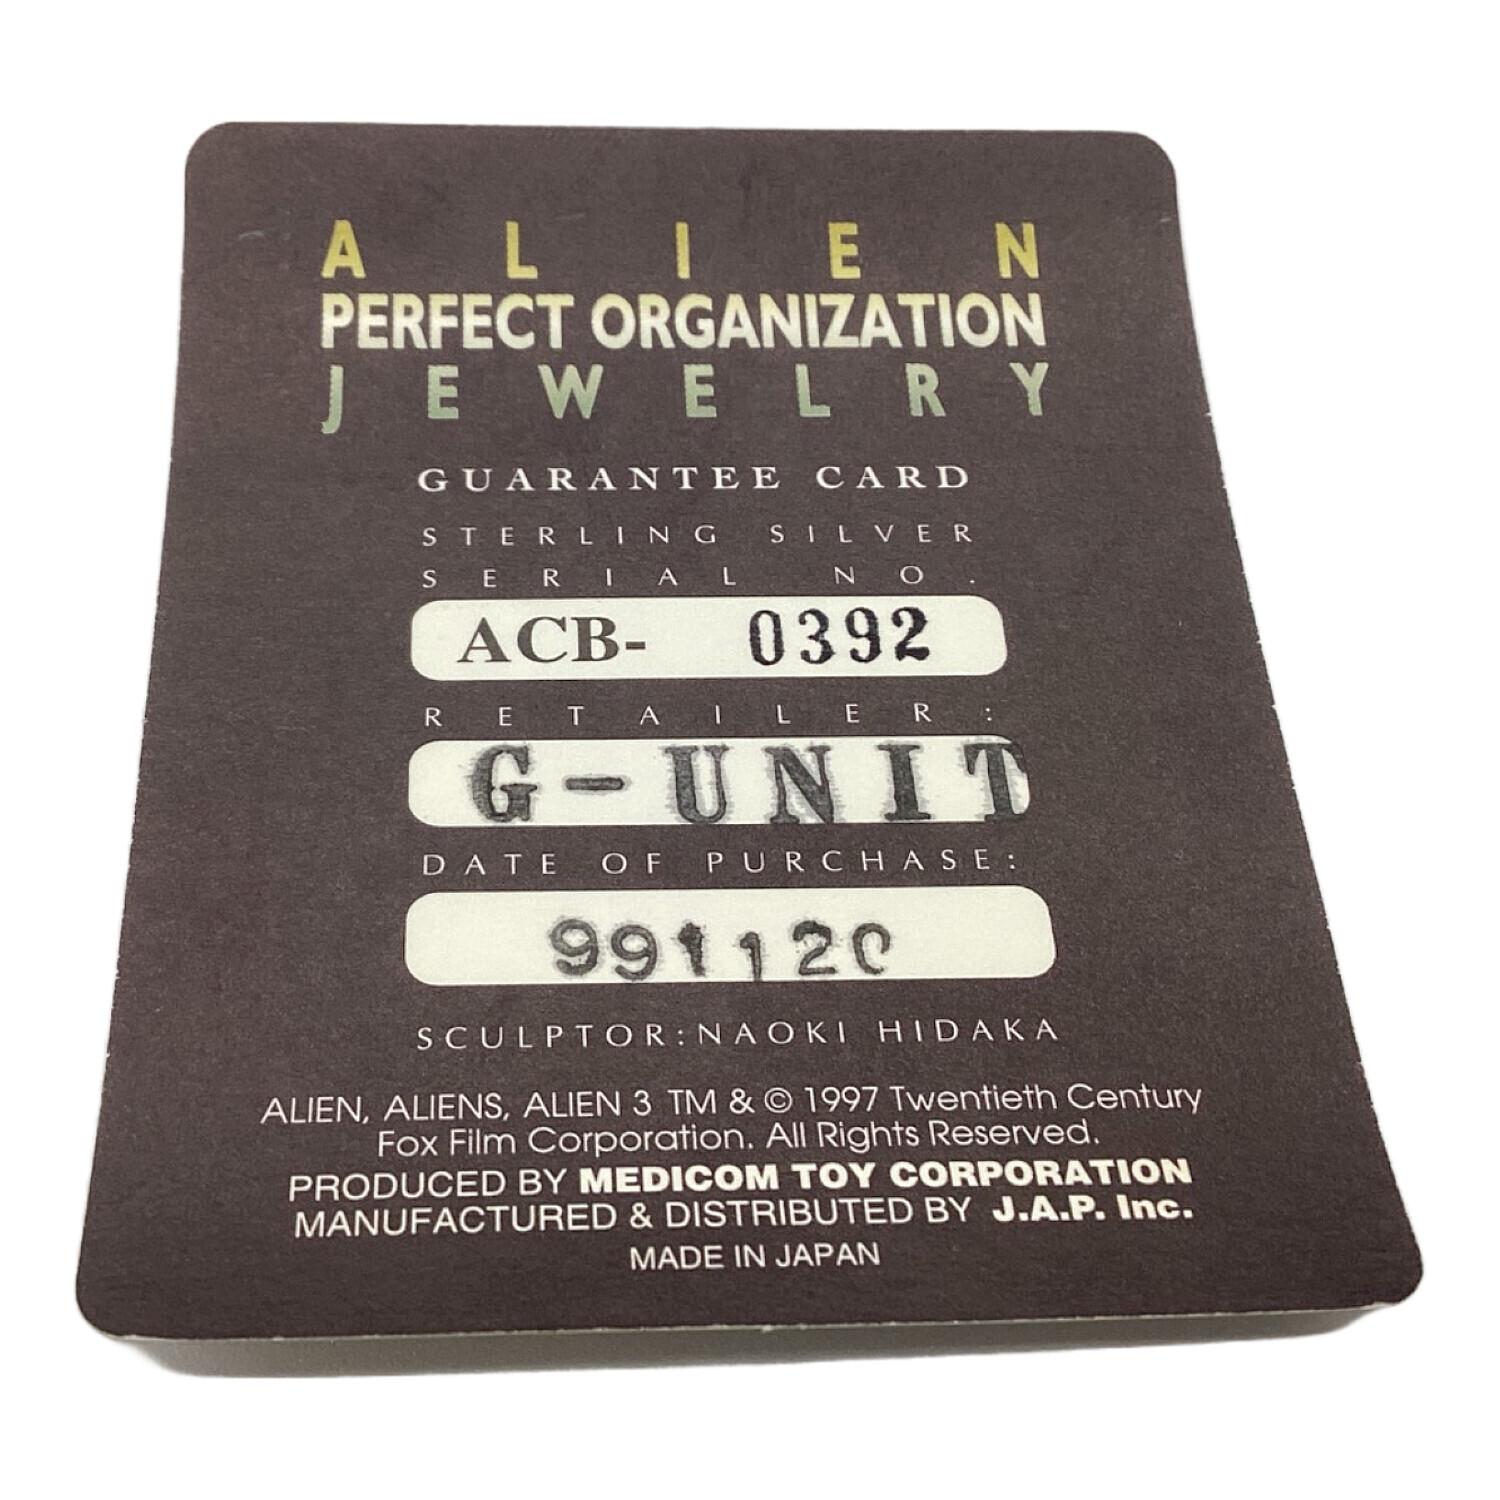 ALIEN
PERFECT ORGANIZATION
JEWELRY
GUARANTEE CARD
STERLING SILVER
SERIAL NO.
ACB- 0392
RETAILER:
G-UNIT
DATE OF PURCHASE:
991120
SCULPTOR:NAOKI HIDAKA
ALIEN, ALIENS, ALIEN 3 TM & © 1997 Twentieth Century
Fox Film Corporation. All Rights Reserved.
PRODUCED BY MEDICOM TOY CORPORATION
MANUFACTURED & DISTRIBUTED BY J.A.P. Inc.
MADE IN JAPAN